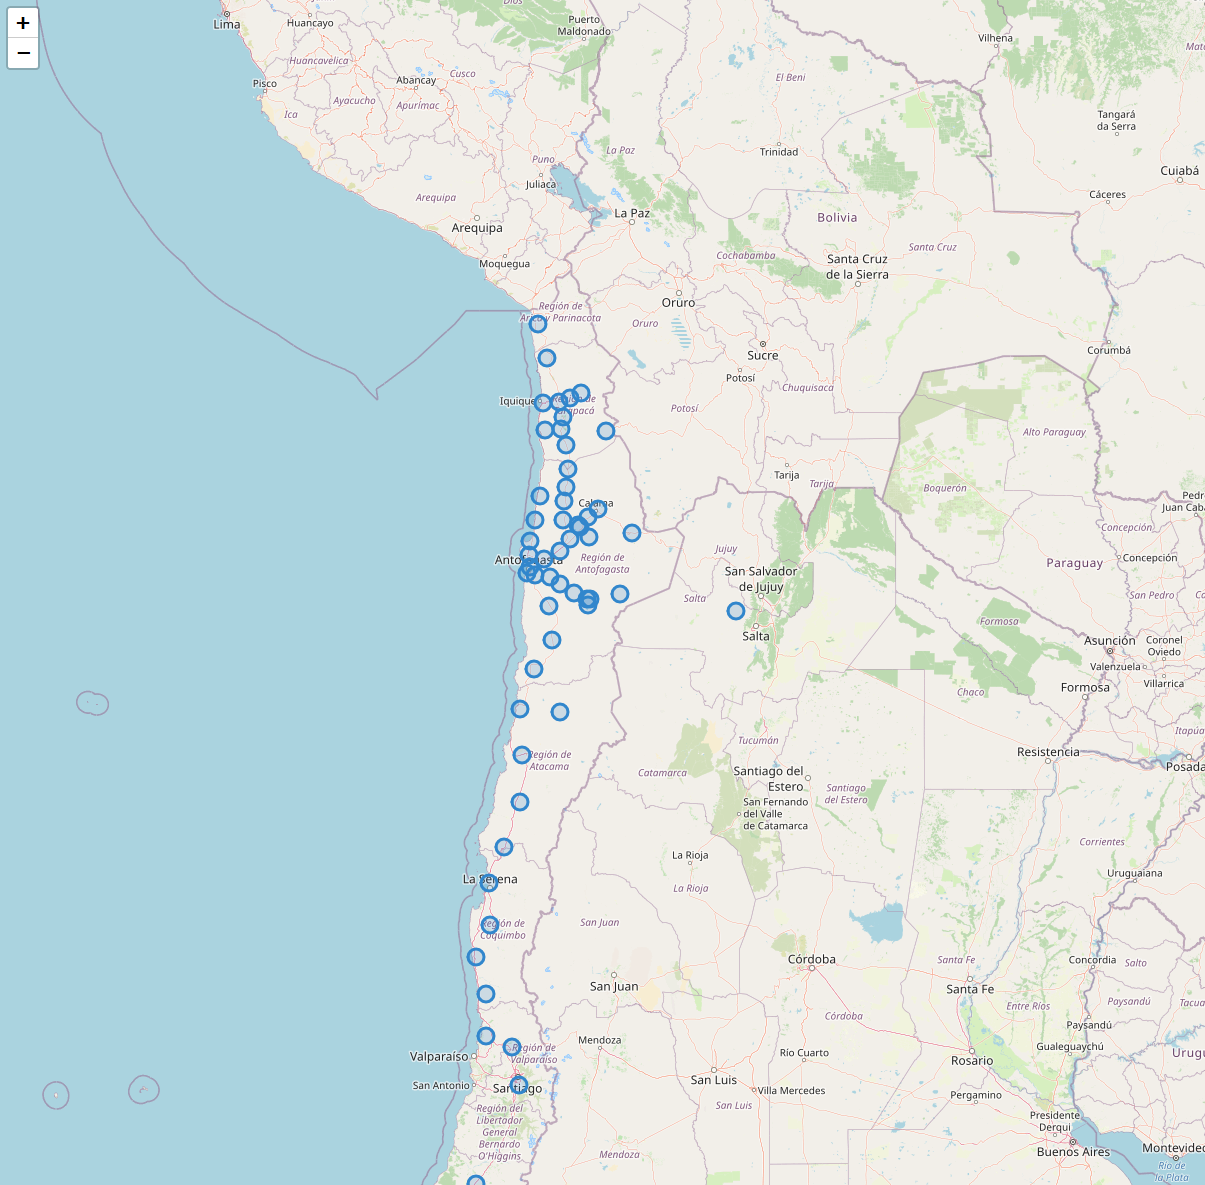 +
−
Lima
Huancayo
Dios
Puerto
Maldonado
Vilhena
Huancavelica
Cusco
Abancay
Pisco
Ayacucho
Apurímac
Ica
El Beni
Tangará
da Serra
Puno
La Paz
Trinidad
Cuiabá
Juliaca
Arequipa
Cáceres
Arequipa
La Paz
Bolivia
Moquegua
Cochabamba
Santa Cruz
Santa Cruz
de la Sierra
Región de
Arica y Parinacota
Oruro
Oruro
Sucre
Corumbá
Potosí
Chuquisaca
Iquique
Región de
Tarapacá
Potosí
Alto Paraguay
Tarija
Tarija
Boquerón
Calama
Pedro
Juan Caba
Concepción
Antofagasta
Región de
Antofagasta
Jujuy
San Salvador
de Jujuy
Paraguay
Concepción
Salta
San Pedro
Salta
Formosa
Asunción
Coronel
Oviedo
Valenzuela
Villarrica
Formosa
Chaco
Itapúa
Región de
Atacama
Tucumán
Resistencia
Posadas
Catamarca
Santiago del
Estero
Santiago
del Estero
San Fernando
del Valle
de Catamarca
Corrientes
La Rioja
Uruguaiana
La Serena
La Rioja
Región de
Coquimbo
San Juan
Córdoba
Santa Fe
Concordia
Salto
San Juan
Santa Fe
Entre Ríos
Paysandú
Tacua
Córdoba
Paysandú
Valparaíso
Región de
Valparaíso
Mendoza
Río Cuarto
Rosario
Gualeguaychú
Urugu
San Antonio
Santiago
San Luis
Villa Mercedes
Pergamino
San Luis
Región del
Libertador
General
Bernardo
O'Higgins
Presidente
Derqui
Mendoza
Buenos Aires
Montevideo
Río de
la Plata